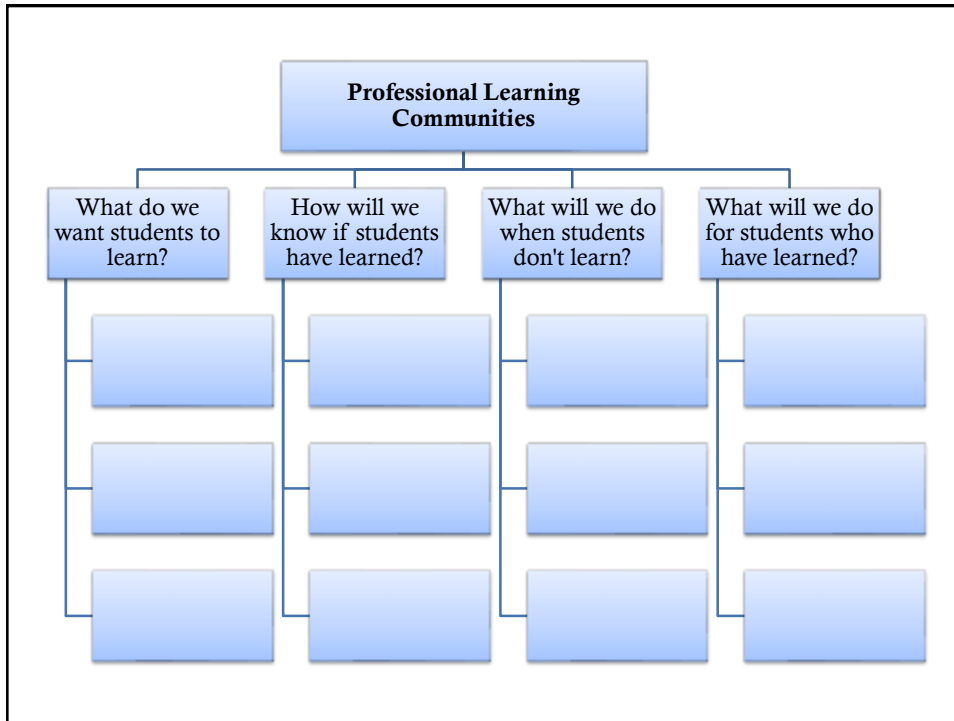 Professional Learning
Communities
What do we
want students to
learn?
How will we
know if students
have learned?
What will we do
when students
don't learn?
What will we do
for students who
have learned?